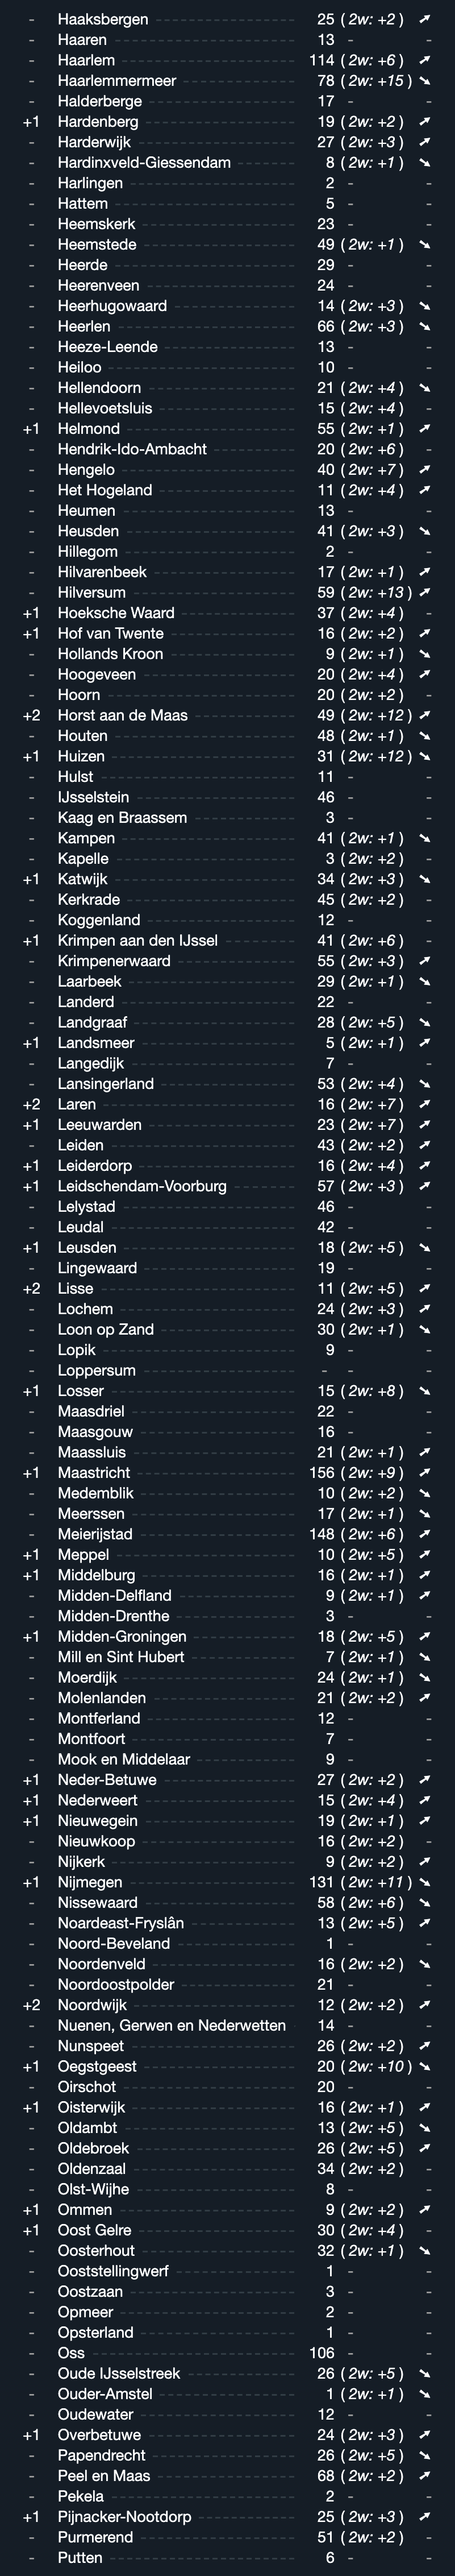 - Haaksbergen 25 (2w: +2) ➚
- Haaren 13 - -
- Haarlem 114 (2w: +6) ➚
- Haarlemmermeer 78 (2w: +15) ➘
- Halderberge 17 - -
+1 Hardenberg 19 (2w: +2) ➚
- Harderwijk 27 (2w: +3) ➚
- Hardinxveld-Giessendam 8 (2w: +1) ➘
- Harlingen 2 - -
- Hattem 5 - -
- Heemskerk 23 - -
- Heemstede 49 (2w: +1) ➘
- Heerde 29 - -
- Heerenveen 24 - -
- Heerhugowaard 14 (2w: +3) ➘
- Heerlen 66 (2w: +3) ➘
- Heeze-Leende 13 - -
- Heiloo 10 - -
- Hellendoorn 21 (2w: +4) ➘
- Hellevoetsluis 15 (2w: +4) -
+1 Helmond 55 (2w: +1) ➚
- Hendrik-Ido-Ambacht 20 (2w: +6) -
- Hengelo 40 (2w: +7) ➚
- Het Hogeland 11 (2w: +4) ➚
- Heumen 13 - -
- Heusden 41 (2w: +3) ➘
- Hillegom 2 - -
- Hilvarenbeek 17 (2w: +1) ➚
- Hilversum 59 (2w: +13) ➚
+1 Hoeksche Waard 37 (2w: +4) -
+1 Hof van Twente 16 (2w: +2) ➚
- Hollands Kroon 9 (2w: +1) ➘
- Hoogeveen 20 (2w: +4) ➚
- Hoorn 20 (2w: +2) -
+2 Horst aan de Maas 49 (2w: +12) ➚
- Houten 48 (2w: +1) ➘
+1 Huizen 31 (2w: +12) ➘
- Hulst 11 - -
- IJsselstein 46 - -
- Kaag en Braassem 3 - -
- Kampen 41 (2w: +1) ➘
- Kapelle 3 (2w: +2) -
+1 Katwijk 34 (2w: +3) ➘
- Kerkrade 45 (2w: +2) -
- Koggenland 12 - -
+1 Krimpen aan den IJssel 41 (2w: +6) -
- Krimpenerwaard 55 (2w: +3) ➚
- Laarbeek 29 (2w: +1) ➘
- Landerd 22 - -
- Landgraaf 28 (2w: +5) ➘
+1 Landsmeer 5 (2w: +1) ➚
- Langedijk 7 - -
- Lansingerland 53 (2w: +4) ➘
+2 Laren 16 (2w: +7) ➚
+1 Leeuwarden 23 (2w: +7) ➚
- Leiden 43 (2w: +2) ➚
+1 Leiderdorp 16 (2w: +4) ➚
+1 Leidschendam-Voorburg 57 (2w: +3) ➚
- Lelystad 46 - -
- Leudal 42 - -
+1 Leusden 18 (2w: +5) ➘
- Lingewaard 19 - -
+2 Lisse 11 (2w: +5) ➚
- Lochem 24 (2w: +3) ➚
- Loon op Zand 30 (2w: +1) ➘
- Lopik 9 - -
- Loppersum - - -
+1 Losser 15 (2w: +8) ➘
- Maasdriel 22 - -
- Maasgouw 16 - -
- Maassluis 21 (2w: +1) ➚
+1 Maastricht 156 (2w: +9) ➚
- Medemblik 10 (2w: +2) ➘
- Meerssen 17 (2w: +1) ➘
- Meierijstad 148 (2w: +6) ➚
+1 Meppel 10 (2w: +5) ➚
+1 Middelburg 16 (2w: +1) ➚
- Midden-Delfland 9 (2w: +1) ➚
- Midden-Drenthe 3 - -
+1 Midden-Groningen 18 (2w: +5) ➚
- Mill en Sint Hubert 7 (2w: +1) ➘
- Moerdijk 24 (2w: +1) ➘
- Molenlanden 21 (2w: +2) ➚
- Montferland 12 - -
- Montfoort 7 - -
- Mook en Middelaar 9 - -
+1 Neder-Betuwe 27 (2w: +2) ➚
+1 Nederweert 15 (2w: +4) ➚
+1 Nieuwegein 19 (2w: +1) ➚
- Nieuwkoop 16 (2w: +2) -
- Nijkerk 9 (2w: +2) ➚
+1 Nijmegen 131 (2w: +11) ➘
- Nissewaard 58 (2w: +6) ➘
- Noardeast-Fryslân 13 (2w: +5) ➚
- Noord-Beveland 1 - -
- Noordenveld 16 (2w: +2) ➘
- Noordoostpolder 21 - -
+2 Noordwijk 12 (2w: +2) ➚
- Nuenen, Gerwen en Nederwetten 14 - -
- Nunspeet 26 (2w: +2) ➚
+1 Oegstgeest 20 (2w: +10) ➘
- Oirschot 20 - -
+1 Oisterwijk 16 (2w: +1) ➚
- Oldambt 13 (2w: +5) ➘
- Oldebroek 26 (2w: +5) ➚
- Oldenzaal 34 (2w: +2) -
- Olst-Wijhe 8 - -
+1 Ommen 9 (2w: +2) ➚
+1 Oost Gelre 30 (2w: +4) -
- Oosterhout 32 (2w: +1) ➘
- Ooststellingwerf 1 - -
- Oostzaan 3 - -
- Opmeer 2 - -
- Opsterland 1 - -
- Oss 106 - -
- Oude IJsselstreek 26 (2w: +5) ➘
- Ouder-Amstel 1 (2w: +1) ➘
- Oudewater 12 - -
+1 Overbetuwe 24 (2w: +3) ➚
- Papendrecht 26 (2w: +5) ➘
- Peel en Maas 68 (2w: +2) ➚
- Pekela 2 - -
+1 Pijnacker-Nootdorp 25 (2w: +3) ➚
- Purmerend 51 (2w: +2) -
- Putten 6 - -